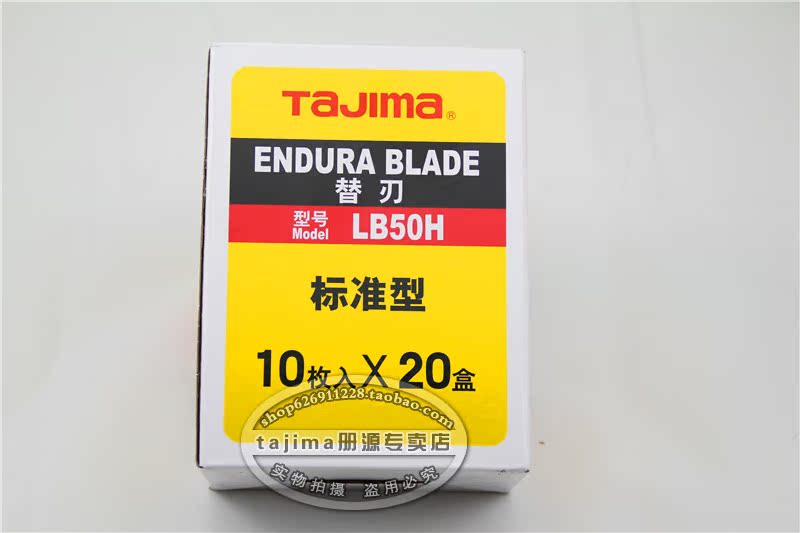 TAJIMA®
ENDURA BLADE
替 刃
型号 Model LB50H
标准型
10枚入X20盒
shop626911228.taobao.com
tajima册源专卖店
实物拍摄 盗用必究